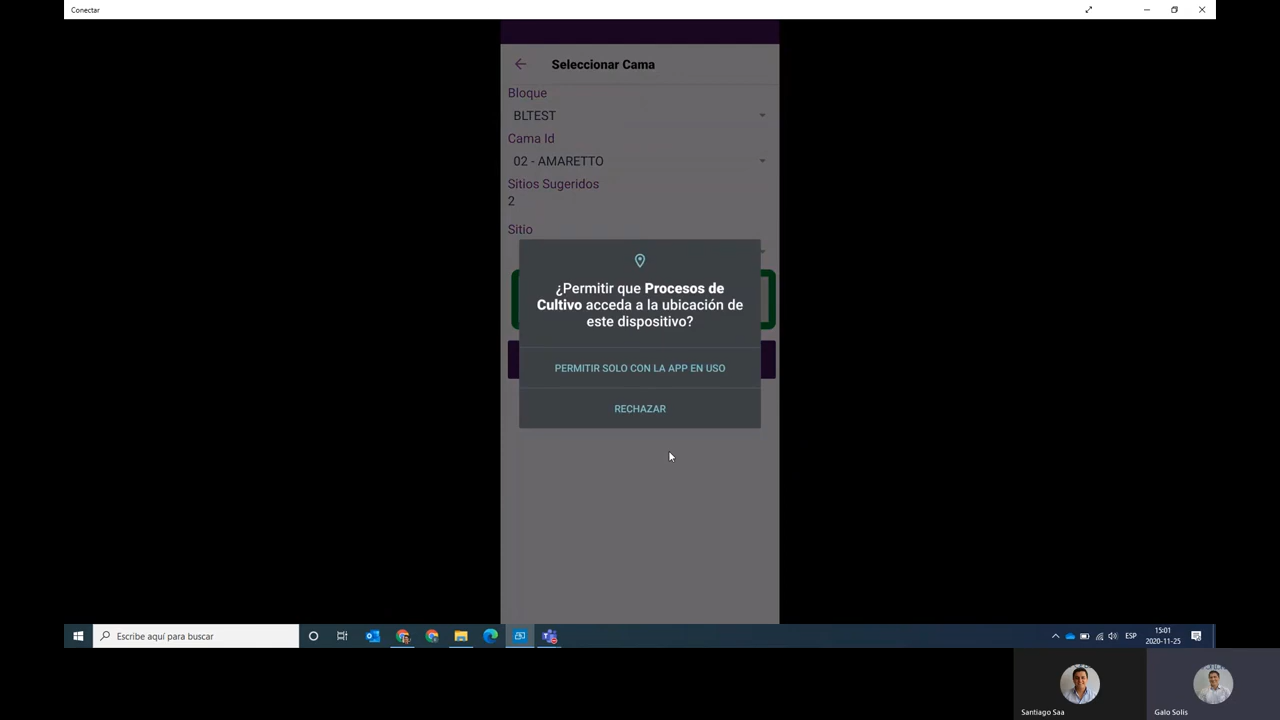 Conectar
Seleccionar Cama
Bloque
BLTEST
Cama Id
02 - AMARETTO
Sitios Sugeridos
2
Sitio
¿Permitir que Procesos de
Cultivo acceda a la ubicación de
este dispositivo?
PERMITIR SOLO CON LA APP EN USO
RECHAZAR
Escribe aquí para buscar
ESP
15:01
2020-11-25
Santiago Saa
Galo Solis